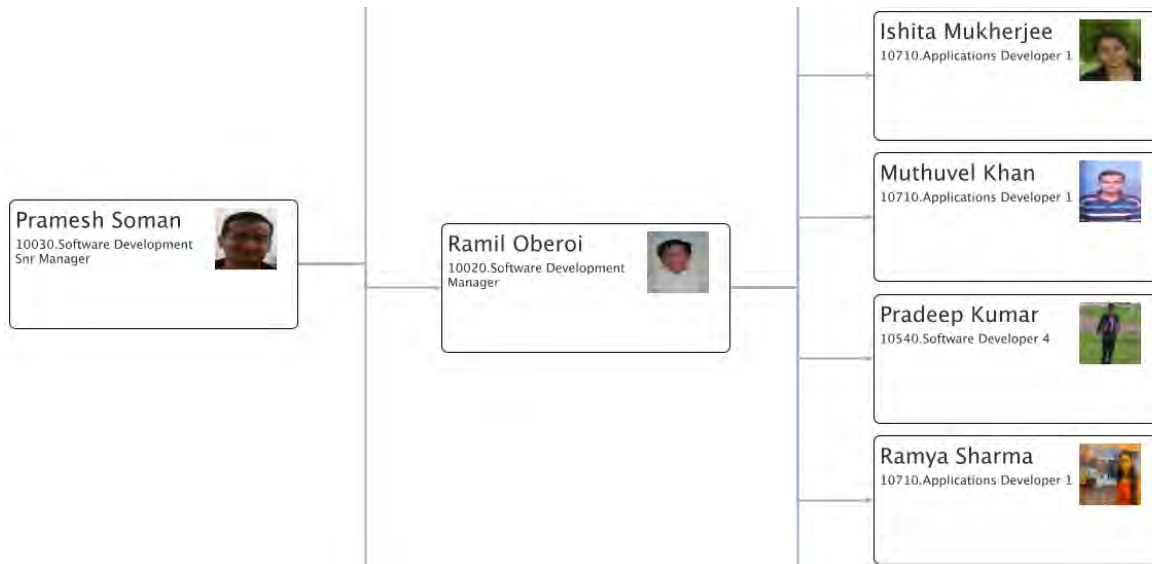 Pramesh Soman
10030.Software Development
Snr Manager
Ramil Oberoi
10020.Software Development
Manager
Ishita Mukherjee
10710.Applications Developer 1
Muthuvel Khan
10710.Applications Developer 1
Pradeep Kumar
10540.Software Developer 4
Ramya Sharma
10710.Applications Developer 1